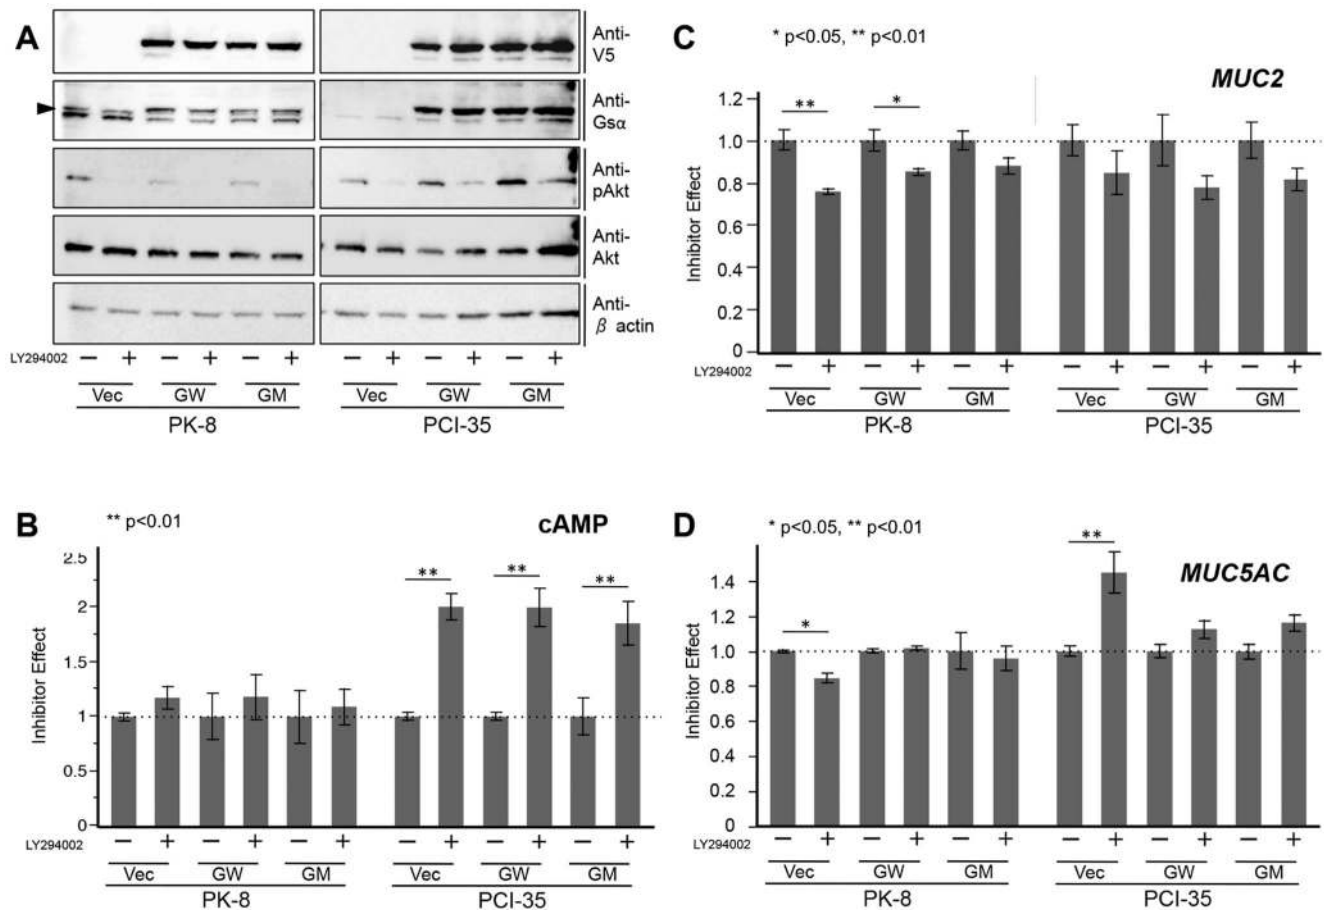 A
Anti-
V5
Anti-
Gsα
Anti-
pAkt
Anti-
Akt
Anti-
β actin
LY294002 − + − + − + − + − + − +
Vec GW GM Vec GW GM
PK-8 PCI-35
B
** p<0.01
cAMP
Inhibitor Effect
2.5
2
1.5
1
0.5
0
** ** **
LY294002 − + − + − + − + − + − +
Vec GW GM Vec GW GM
PK-8 PCI-35
C
* p<0.05, ** p<0.01
MUC2
Inhibitor Effect
1.2
1.0
0.8
0.6
0.4
0.2
0
** *
LY294002 − + − + − + − + − + − +
Vec GW GM Vec GW GM
PK-8 PCI-35
D
* p<0.05, ** p<0.01
MUC5AC
Inhibitor Effect
1.4
1.2
1.0
0.8
0.6
0.4
0.2
0
* **
LY294002 − + − + − + − + − + − +
Vec GW GM Vec GW GM
PK-8 PCI-35